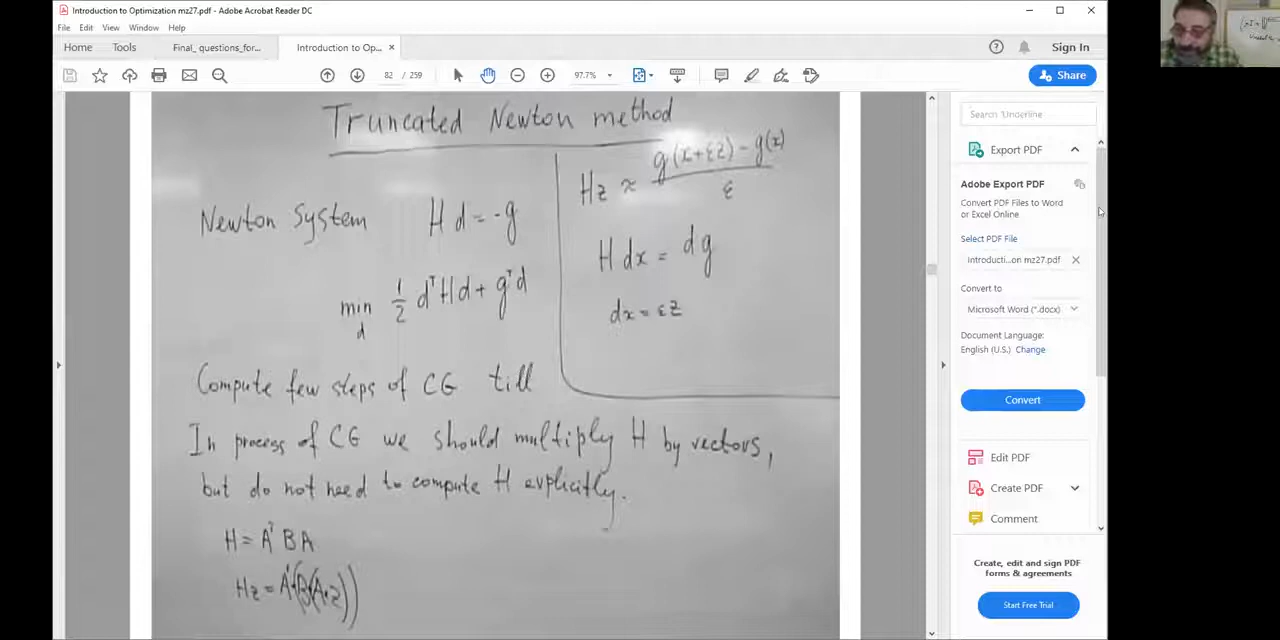 Introduction to Optimization mz27.pdf - Adobe Acrobat Reader DC
File Edit View Window Help
Home Tools Final_questions_for... Introduction to Op... × Sign In
82 / 259 97.7% Share
Truncated Newton method
Newton System H d = -g
min d ½ dᵀHd + gᵀd
Hz ≈ g(x+εz) - g(x) / ε
H dx = dg
dx = εz
Compute few steps of CG till
In process of CG we should multiply H by vectors,
but do not need to compute H explicitly.
H = Aᵀ B A
Hz = Aᵀ(B(A·z))
Search 'Underline
Export PDF
Adobe Export PDF
Convert PDF Files to Word
or Excel Online
Select PDF File
Introducti...on mz27.pdf ×
Convert to
Microsoft Word (*.docx)
Document Language:
English (U.S.) Change
Convert
Edit PDF
Create PDF
Comment
Create, edit and sign PDF
forms & agreements
Start Free Trial